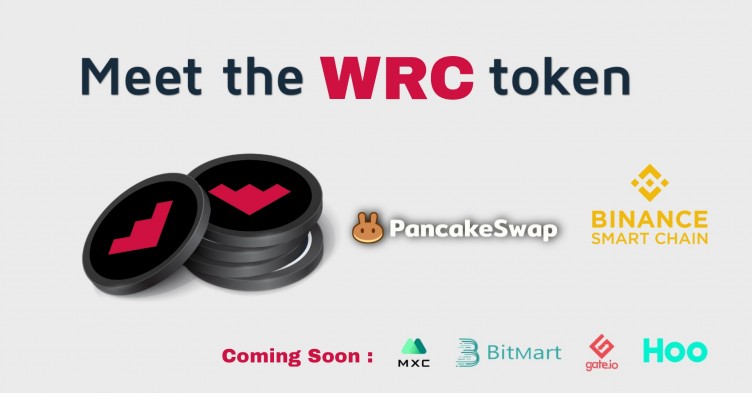 Meet the WRC token
PancakeSwap
BINANCE
SMART CHAIN
Coming Soon :
MXC
BitMart
gate.io
Hoo